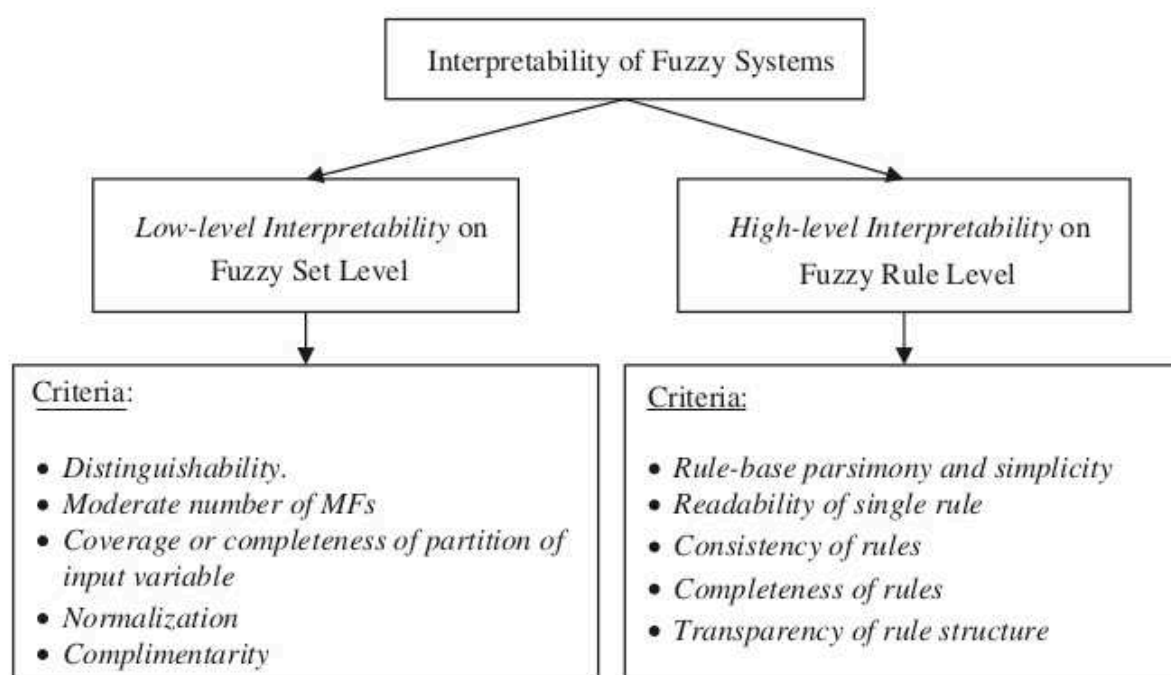 Interpretability of Fuzzy Systems
Low-level Interpretability on
Fuzzy Set Level
High-level Interpretability on
Fuzzy Rule Level
Criteria:
• Distinguishability.
• Moderate number of MFs
• Coverage or completeness of partition of
input variable
• Normalization
• Complimentarity
Criteria:
• Rule-base parsimony and simplicity
• Readability of single rule
• Consistency of rules
• Completeness of rules
• Transparency of rule structure